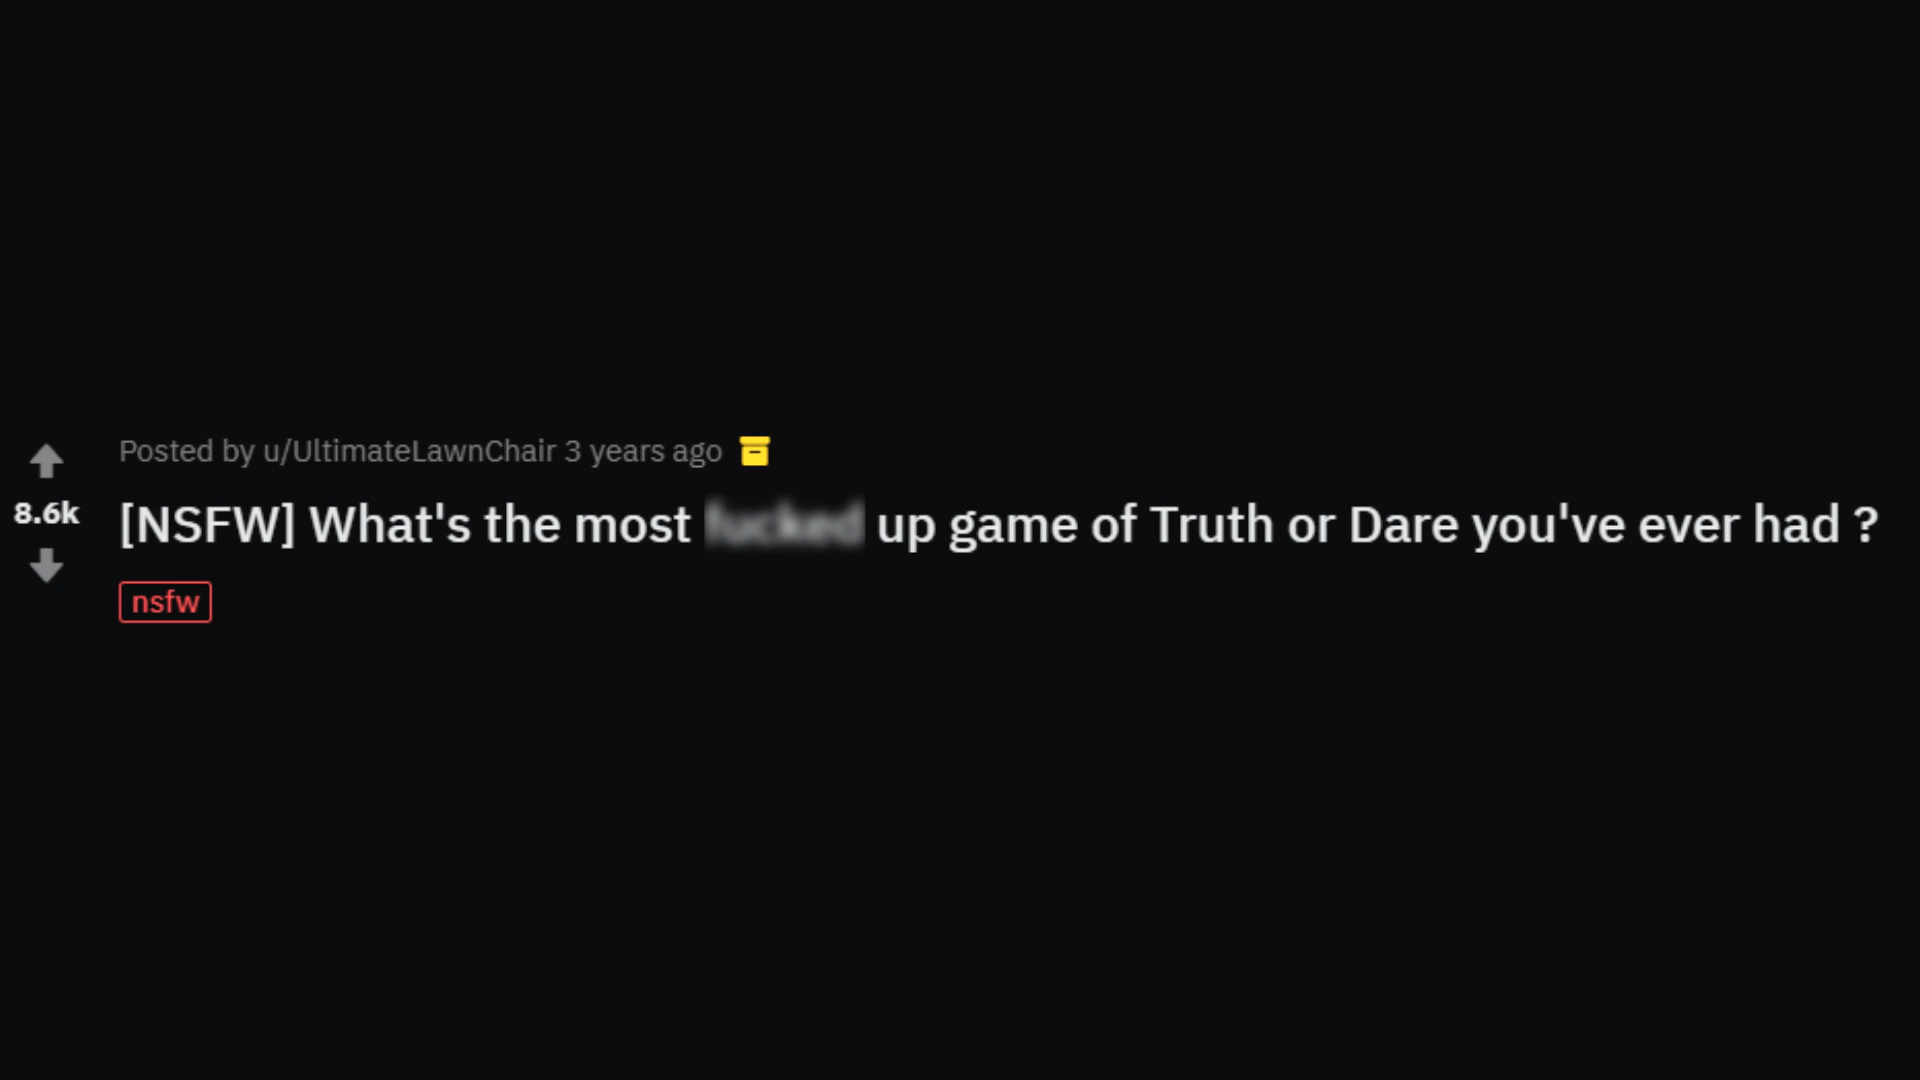 Posted by u/UltimateLawnChair 3 years ago
8.6k
[NSFW] What's the most fucked up game of Truth or Dare you've ever had ?
nsfw